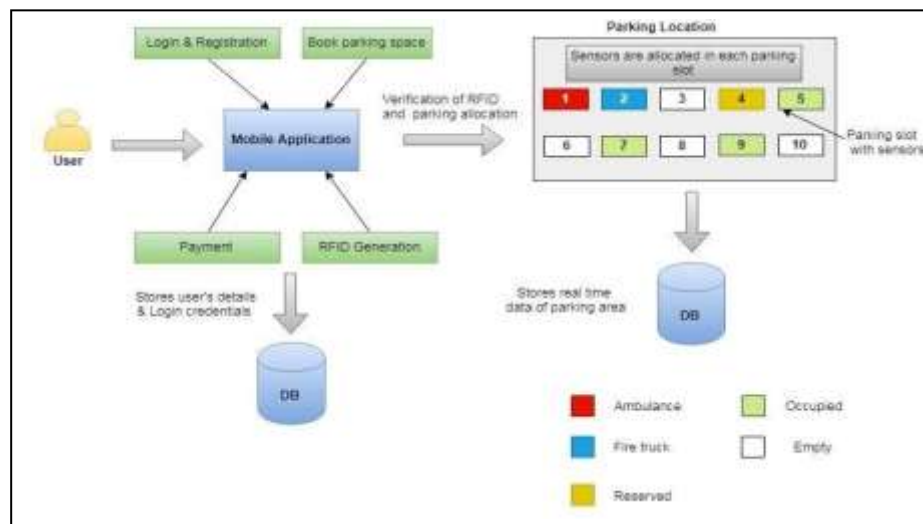 Parking Location
Login & Registration
Book parking space
Sensors are allocated in each parking
slot
Verification of RFID
and parking allocation
1 2 3 4 5
User
Mobile Application
Parking slot
with sensors
6 7 8 9 10
Payment
RFID Generation
Stores user's details
& Login credentials
Stores real time
data of parking area
DB
DB
Ambulance
Occupied
Fire truck
Empty
Reserved